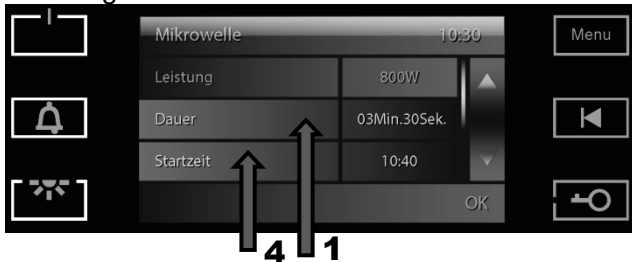 Mikrowelle 10:30
Menu
Leistung 800W
Dauer 03Min.30Sek.
Startzeit 10:40
OK
4 1